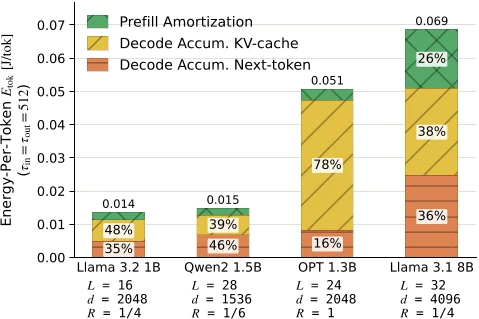 Energy-Per-Token E_tok [J/tok]
(τ_in = τ_out = 512)
0.07
0.06
0.05
0.04
0.03
0.02
0.01
0.00
Prefill Amortization
Decode Accum. KV-cache
Decode Accum. Next-token
0.014
48%
35%
0.015
39%
46%
0.051
78%
16%
0.069
26%
38%
36%
Llama 3.2 1B Qwen2 1.5B OPT 1.3B Llama 3.1 8B
L = 16 L = 28 L = 24 L = 32
d = 2048 d = 1536 d = 2048 d = 4096
R = 1/4 R = 1/6 R = 1 R = 1/4